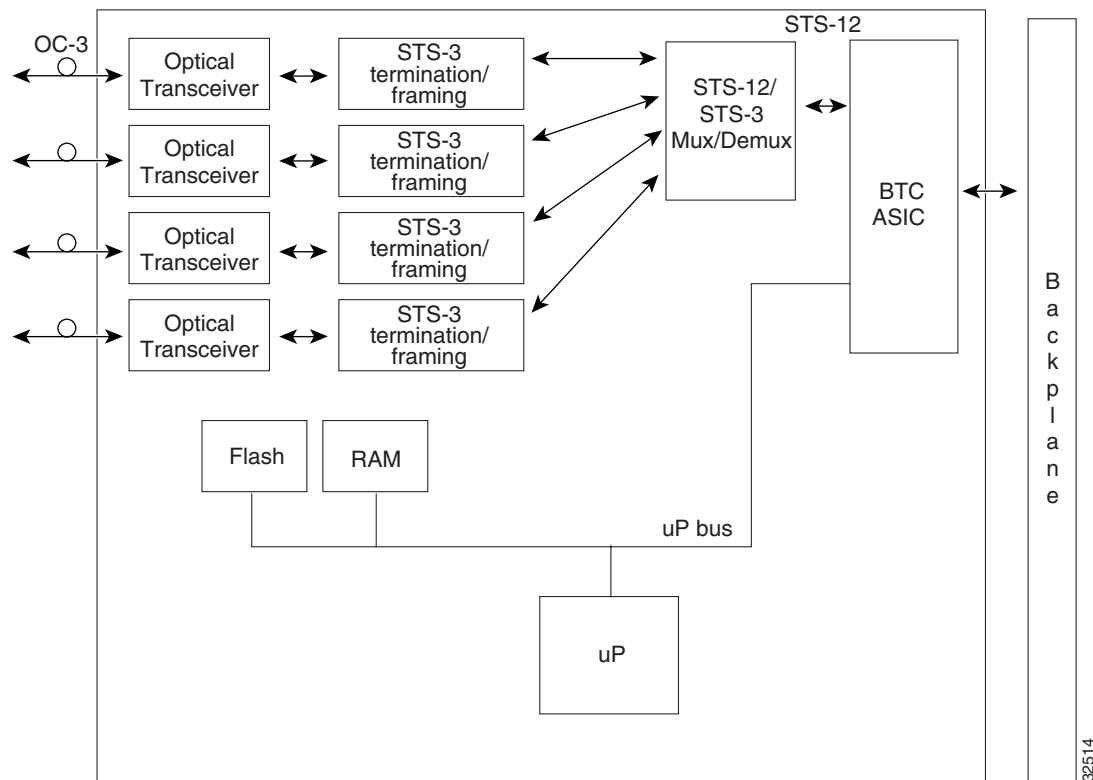 STS-12
OC-3
Optical
Transceiver
STS-3
termination/
framing
STS-12/
STS-3
Mux/Demux
Optical
Transceiver
STS-3
termination/
framing
BTC
ASIC
Optical
Transceiver
STS-3
termination/
framing
Optical
Transceiver
STS-3
termination/
framing
Backplane
Flash
RAM
uP bus
uP
32514